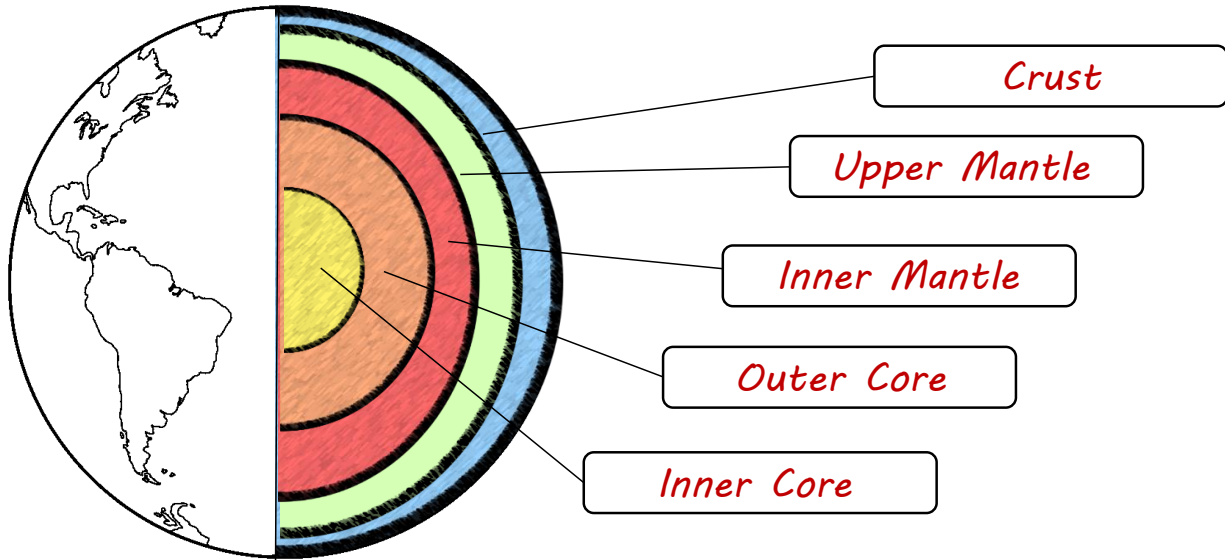 Crust
Upper Mantle
Inner Mantle
Outer Core
Inner Core